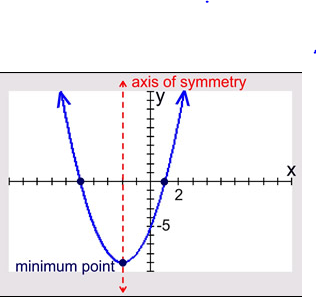 axis of symmetry
y
x
2
-5
minimum point